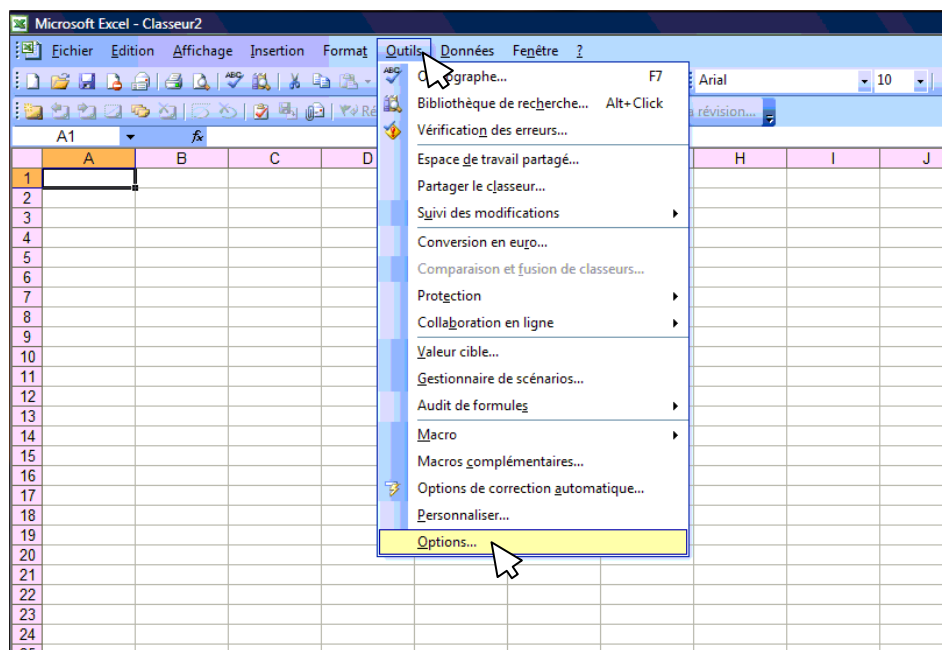 Microsoft Excel - Classeur2
Fichier Edition Affichage Insertion Format Outils Données Fenêtre ?
Arial 10
Ré
révision...
A1 fx
A B C D H I J
Orthographe... F7
Bibliothèque de recherche... Alt+Click
Vérification des erreurs...
Espace de travail partagé...
Partager le classeur...
Suivi des modifications
Conversion en euro...
Comparaison et fusion de classeurs...
Protection
Collaboration en ligne
Valeur cible...
Gestionnaire de scénarios...
Audit de formules
Macro
Macros complémentaires...
Options de correction automatique...
Personnaliser...
Options...
1
2
3
4
5
6
7
8
9
10
11
12
13
14
15
16
17
18
19
20
21
22
23
24